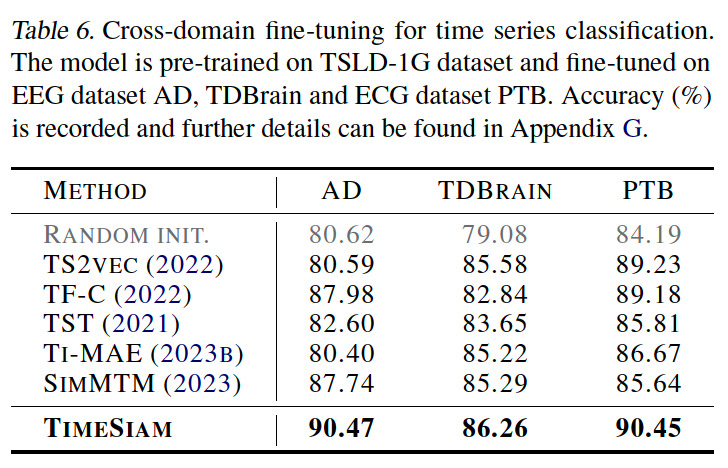 Table 6. Cross-domain fine-tuning for time series classification.
The model is pre-trained on TSLD-1G dataset and fine-tuned on
EEG dataset AD, TDBrain and ECG dataset PTB. Accuracy (%)
is recorded and further details can be found in Appendix G.
METHOD AD TDBRAIN PTB
RANDOM INIT. 80.62 79.08 84.19
TS2VEC (2022) 80.59 85.58 89.23
TF-C (2022) 87.98 82.84 89.18
TST (2021) 82.60 83.65 85.81
TI-MAE (2023B) 80.40 85.22 86.67
SIMMTM (2023) 87.74 85.29 85.64
TIMESIAM 90.47 86.26 90.45